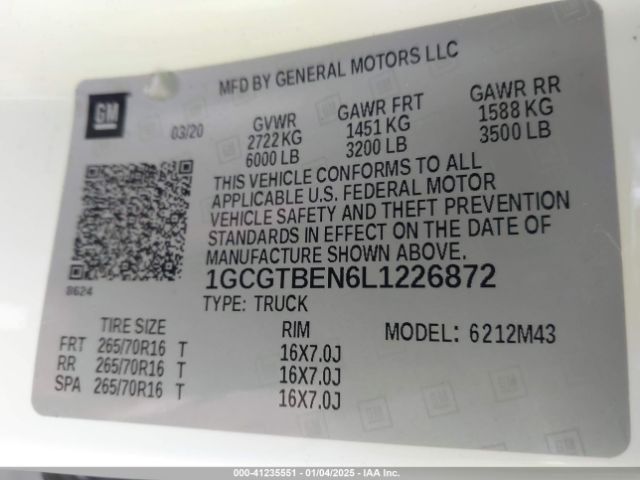 MFD BY GENERAL MOTORS LLC
GM
03/20
GVWR GAWR FRT GAWR RR
2722 KG 1451 KG 1588 KG
6000 LB 3200 LB 3500 LB
THIS VEHICLE CONFORMS TO ALL
APPLICABLE U.S. FEDERAL MOTOR
VEHICLE SAFETY AND THEFT PREVENTION
STANDARDS IN EFFECT ON THE DATE OF
MANUFACTURE SHOWN ABOVE.
8624
1GCGTBEN6L1226872
TYPE: TRUCK
TIRE SIZE RIM MODEL: 6212M43
FRT 265/70R16 T 16X7.0J
RR 265/70R16 T 16X7.0J
SPA 265/70R16 T 16X7.0J
000-41235551 - 01/04/2025 - IAA Inc.